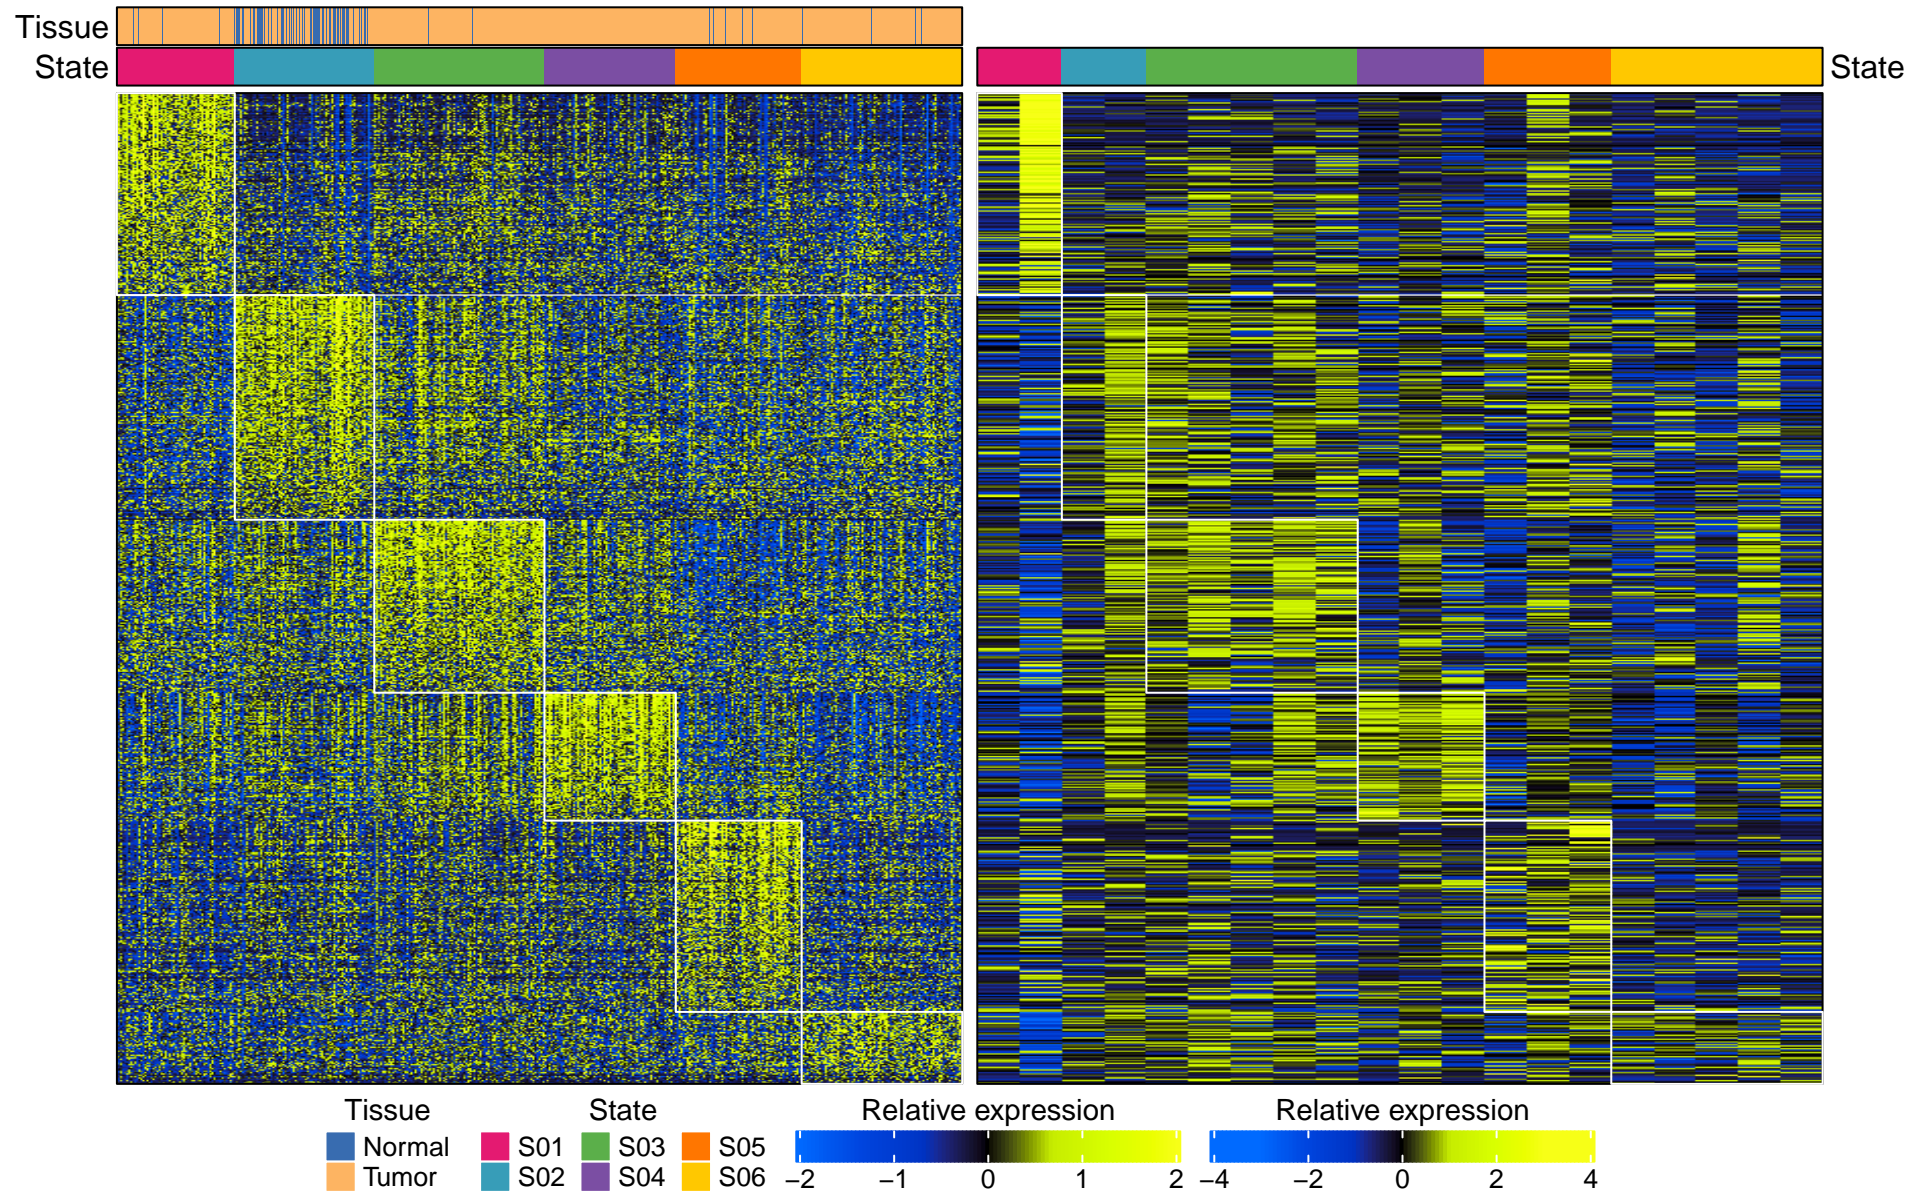 Tissue
State
State
Tissue
Normal
Tumor
State
S01
S03
S05
S02
S04
S06
Relative expression
−2 −1 0 1 2
Relative expression
−4 −2 0 2 4